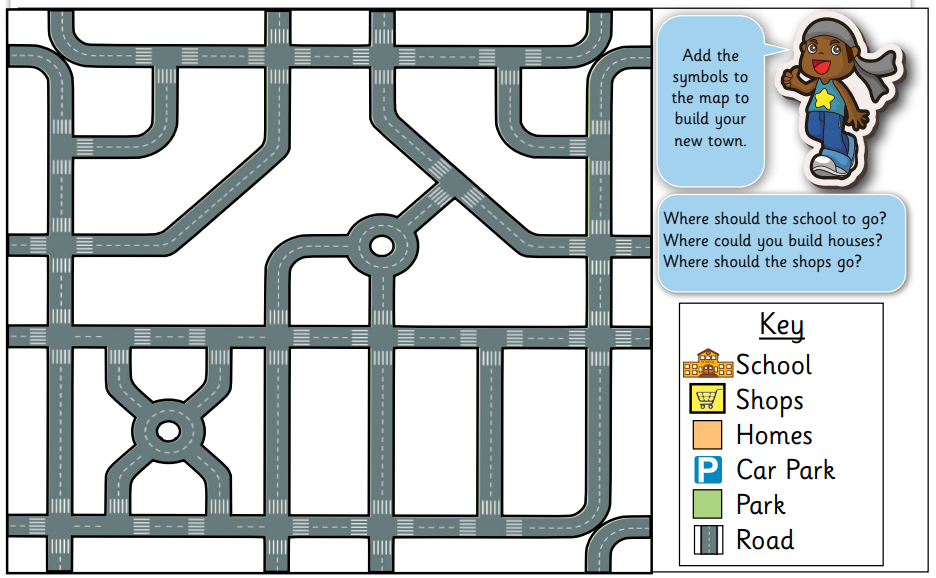 Add the
symbols to
the map to
build your
new town.
Where should the school to go?
Where could you build houses?
Where should the shops go?
Key
School
Shops
Homes
P Car Park
Park
Road